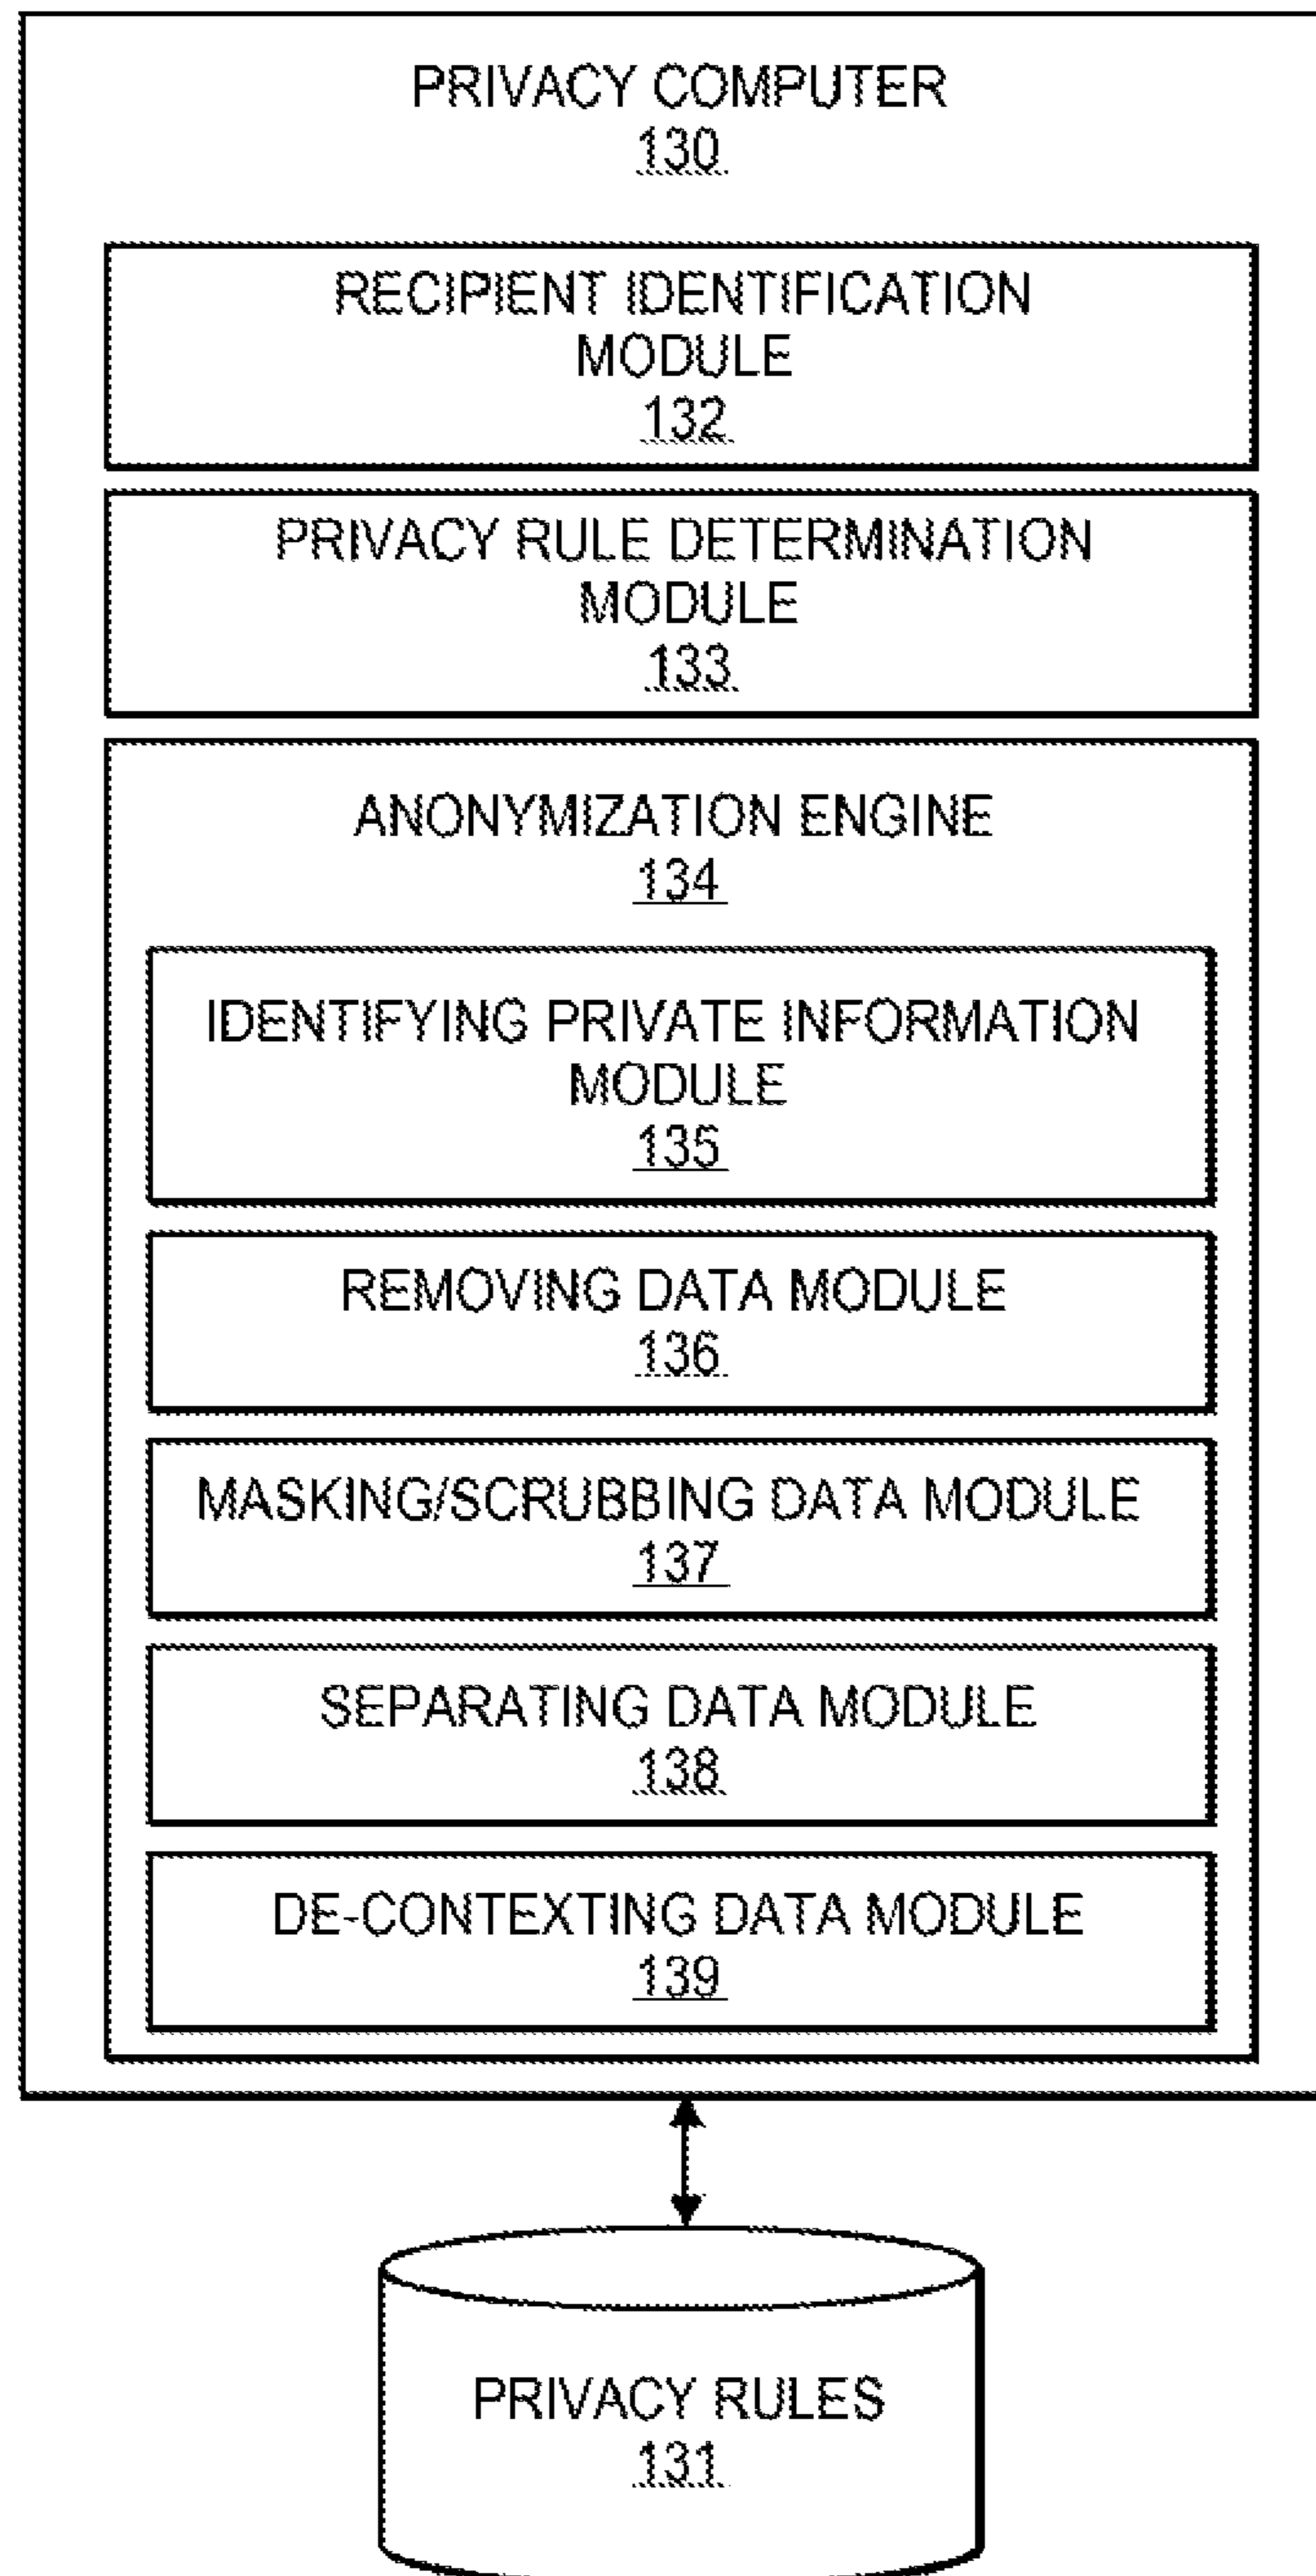 PRIVACY COMPUTER
130
RECIPIENT IDENTIFICATION
MODULE
132
PRIVACY RULE DETERMINATION
MODULE
133
ANONYMIZATION ENGINE
134
IDENTIFYING PRIVATE INFORMATION
MODULE
135
REMOVING DATA MODULE
136
MASKING/SCRUBBING DATA MODULE
137
SEPARATING DATA MODULE
138
DE-CONTEXTING DATA MODULE
139
PRIVACY RULES
131